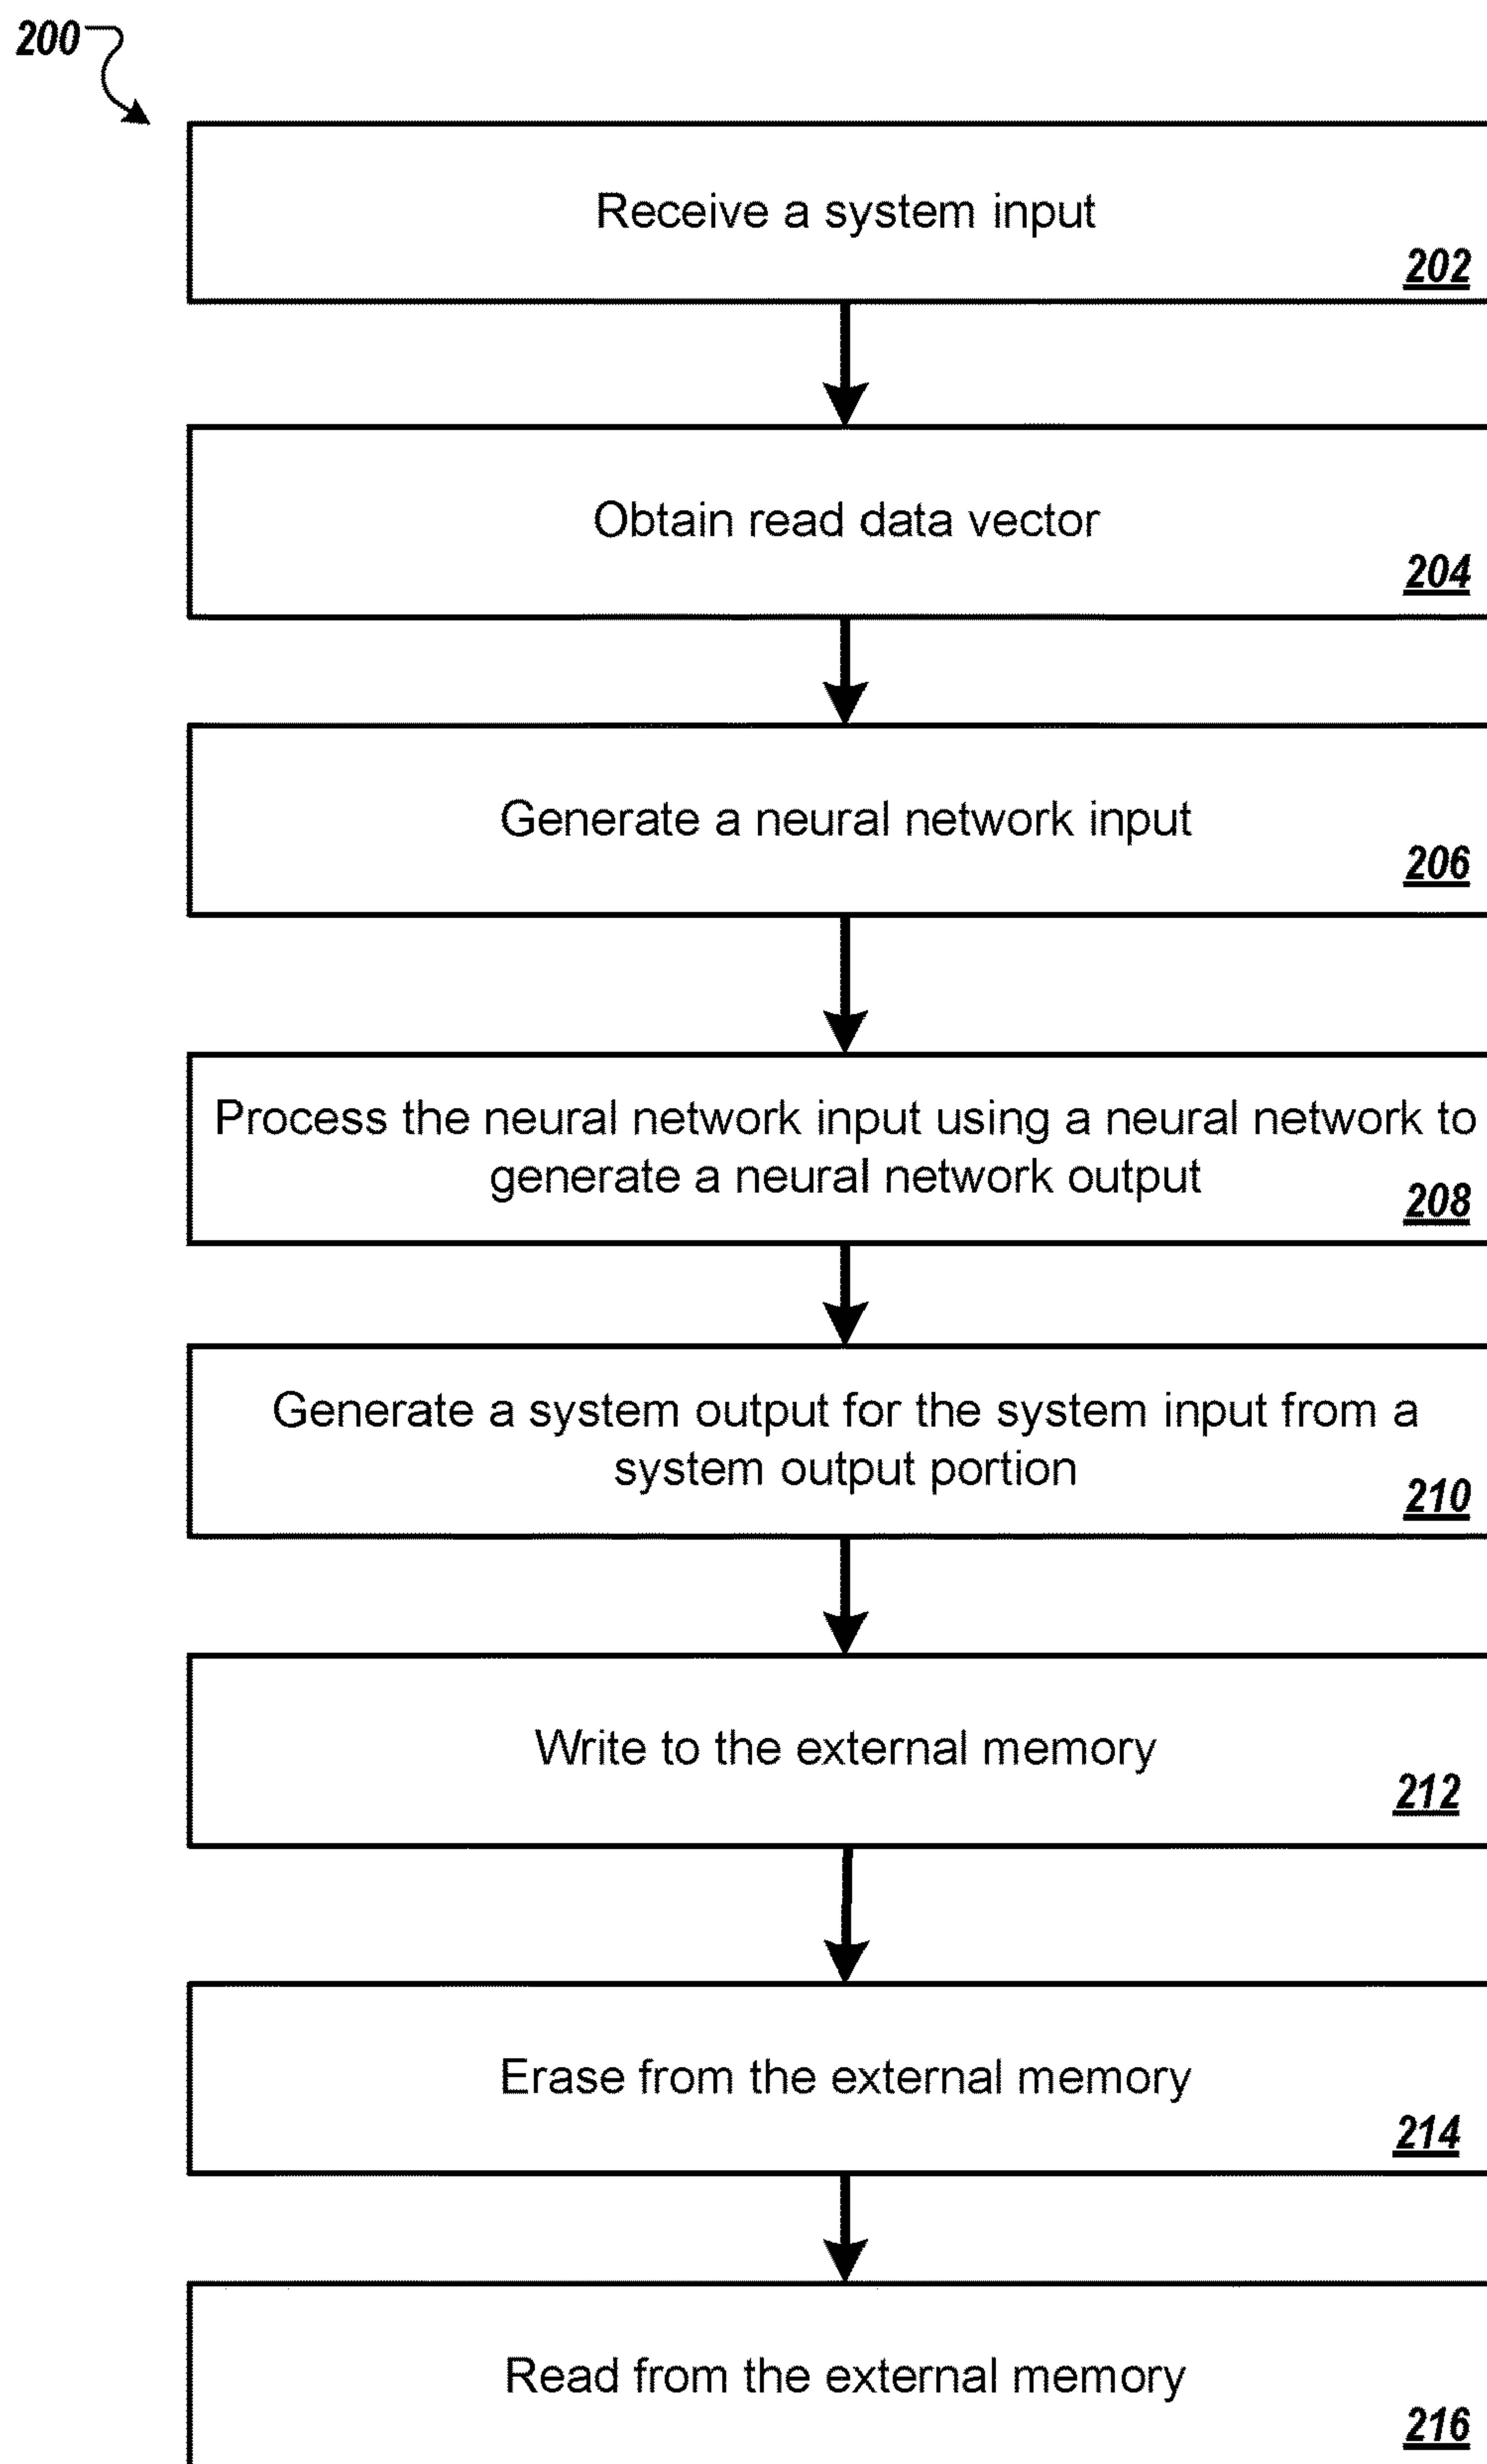 200
Receive a system input
202
Obtain read data vector
204
Generate a neural network input
206
Process the neural network input using a neural network to
generate a neural network output
208
Generate a system output for the system input from a
system output portion
210
Write to the external memory
212
Erase from the external memory
214
Read from the external memory
216